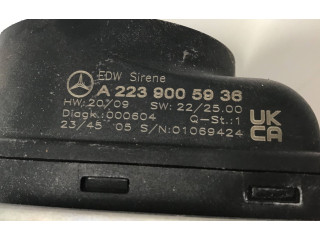 EDW Sirene
A 223 900 59 36
HW: 20/09 SW: 22/25.00
Diagk.:000604 Q-St.:1
23/45 05 S/N:01069424
UK
CA